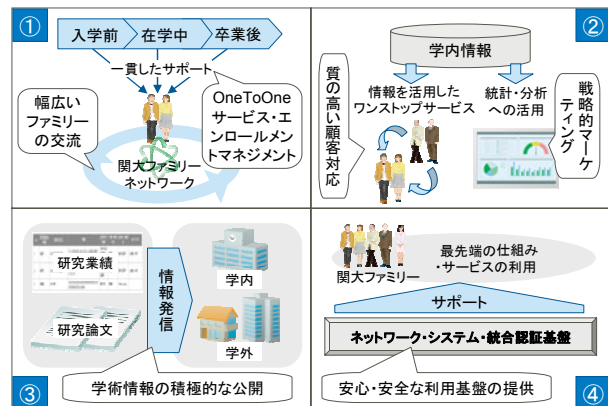 ①
入学前
在学中
卒業後
一貫したサポート
幅広い
ファミリー
の交流
OneToOne
サービス・エ
ンロールメント
マネジメント
関大ファミリー
ネットワーク
②
学内情報
質の高い顧客対応
情報を活用した
ワンストップサービス
統計・分析
への活用
戦略的マーケ
ティング
③
研究業績
研究論文
情報発信
学内
学外
学術情報の積極的な公開
④
関大ファミリー
最先端の仕組み
・サービスの利用
サポート
ネットワーク・システム・統合認証基盤
安心・安全な利用基盤の提供